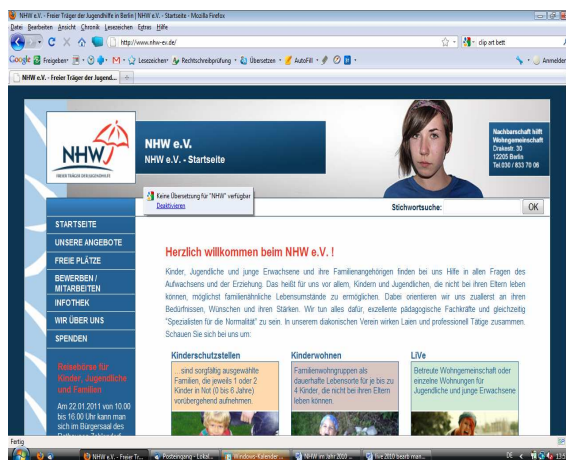 NHW e.V. - Freier Träger der Jugendhilfe in Berlin | NHW e.V. - Startseite - Mozilla Firefox
Datei Bearbeiten Ansicht Chronik Lesezeichen Extras Hilfe
http://www.nhw-ev.de/
clip art bett
Google Freigeben Lesezeichen Rechtschreibprüfung Übersetzen AutoFill Anmelden
NHW e.V. - Freier Träger der Jugend...
NHW
FREIER TRÄGER DER JUGENDHILFE
NHW e.V.
NHW e.V. - Startseite
Nachbarschaft hilft
Wohngemeinschaft
Drakestr. 30
12205 Berlin
Tel.030 / 833 70 06
Keine Übersetzung für "NHW" verfügbar
Deaktivieren
Stichwortsuche: OK
STARTSEITE
UNSERE ANGEBOTE
FREIE PLÄTZE
BEWERBEN /
MITARBEITEN
INFOTHEK
WIR ÜBER UNS
SPENDEN
Reisebörse für
Kinder, Jugendliche
und Familien
Am 22.01.2011 von 10.00
bis 16.00 Uhr kann man
sich im Bürgersaal des
Herzlich willkommen beim NHW e.V. !
Kinder, Jugendliche und junge Erwachsene und ihre Familienangehörigen finden bei uns Hilfe in allen Fragen des
Aufwachsens und der Erziehung. Das heißt für uns vor allem, Kindern und Jugendlichen, die nicht bei ihren Eltern leben
können, möglichst familienähnliche Lebensumstände zu ermöglichen. Dabei orientieren wir uns zuallerst an ihren
Bedürfnissen, Wünschen und ihren Stärken. Wir tun alles dafür, exzellente pädagogische Fachkräfte und gleichzeitig
"Spezialisten für die Normalität" zu sein. In unserem diakonischen Verein wirken Laien und professionell Tätige zusammen.
Schauen Sie sich bei uns um:
Kinderschutzstellen
...sind sorgfältig ausgewählte
Familien, die jeweils 1 oder 2
Kinder in Not (0 bis 6 Jahre)
vorübergehend aufnehmen.
Kinderwohnen
Familienwohngruppen als
dauerhafte Lebensorte für je bis zu
4 Kinder, die nicht bei ihren Eltern
leben können.
LiVe
Betreute Wohngemeinschaft oder
einzelne Wohnungen für
Jugendliche und junge Erwachsene
Fertig
NHW e.V. - Freier Tr... Posteingang - Lokal... Windows-Kalender ... NHW im Jahr 2010 ... live 2010 bearb man... DE